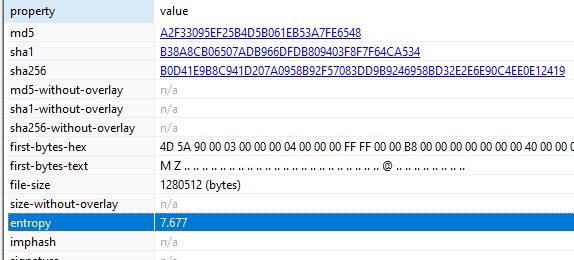 property value
md5 A2F33095EF25B4D5B061EB53A7FE6548
sha1 B38A8CB06507ADB966DFDB809403F8F7F64CA534
sha256 B0D41E9B8C941D207A0958B92F57083DD9B9246958BD32E2E6E90C4EE0E12419
md5-without-overlay n/a
sha1-without-overlay n/a
sha256-without-overlay n/a
first-bytes-hex 4D 5A 90 00 03 00 00 00 04 00 00 00 FF FF 00 00 B8 00 00 00 00 00 00 00 40 00 00 0
first-bytes-text M Z .. .. .. .. .. .. .. .. .. .. .. .. .. .. .. .. .. .. .. .. @ .. .. .. .. .. .. ..
file-size 1280512 (bytes)
size-without-overlay n/a
entropy 7.677
imphash n/a
signature n/a